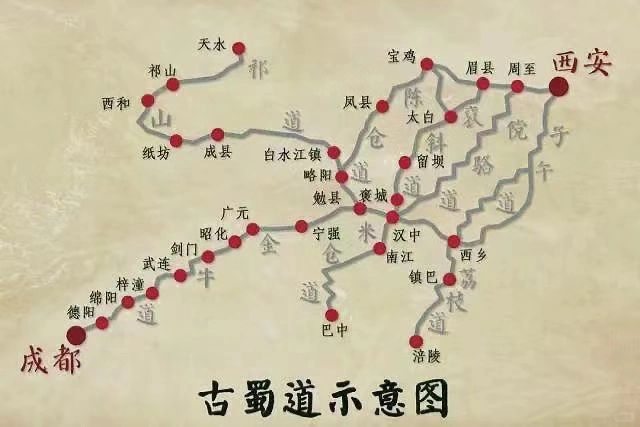 天水
祁山
西和
纸坊
成县
祁
山
道
白水江镇
略阳
宝鸡
凤县
陈
仓
道
眉县
太白
留坝
褒
斜
道
周至
西安
傥
骆
道
子
午
道
勉县
褒城
汉中
西乡
广元
宁强
昭化
剑门
武连
梓潼
绵阳
德阳
成都
金
牛
道
南江
巴中
米
仓
道
镇巴
涪陵
荔
枝
道
古蜀道示意图